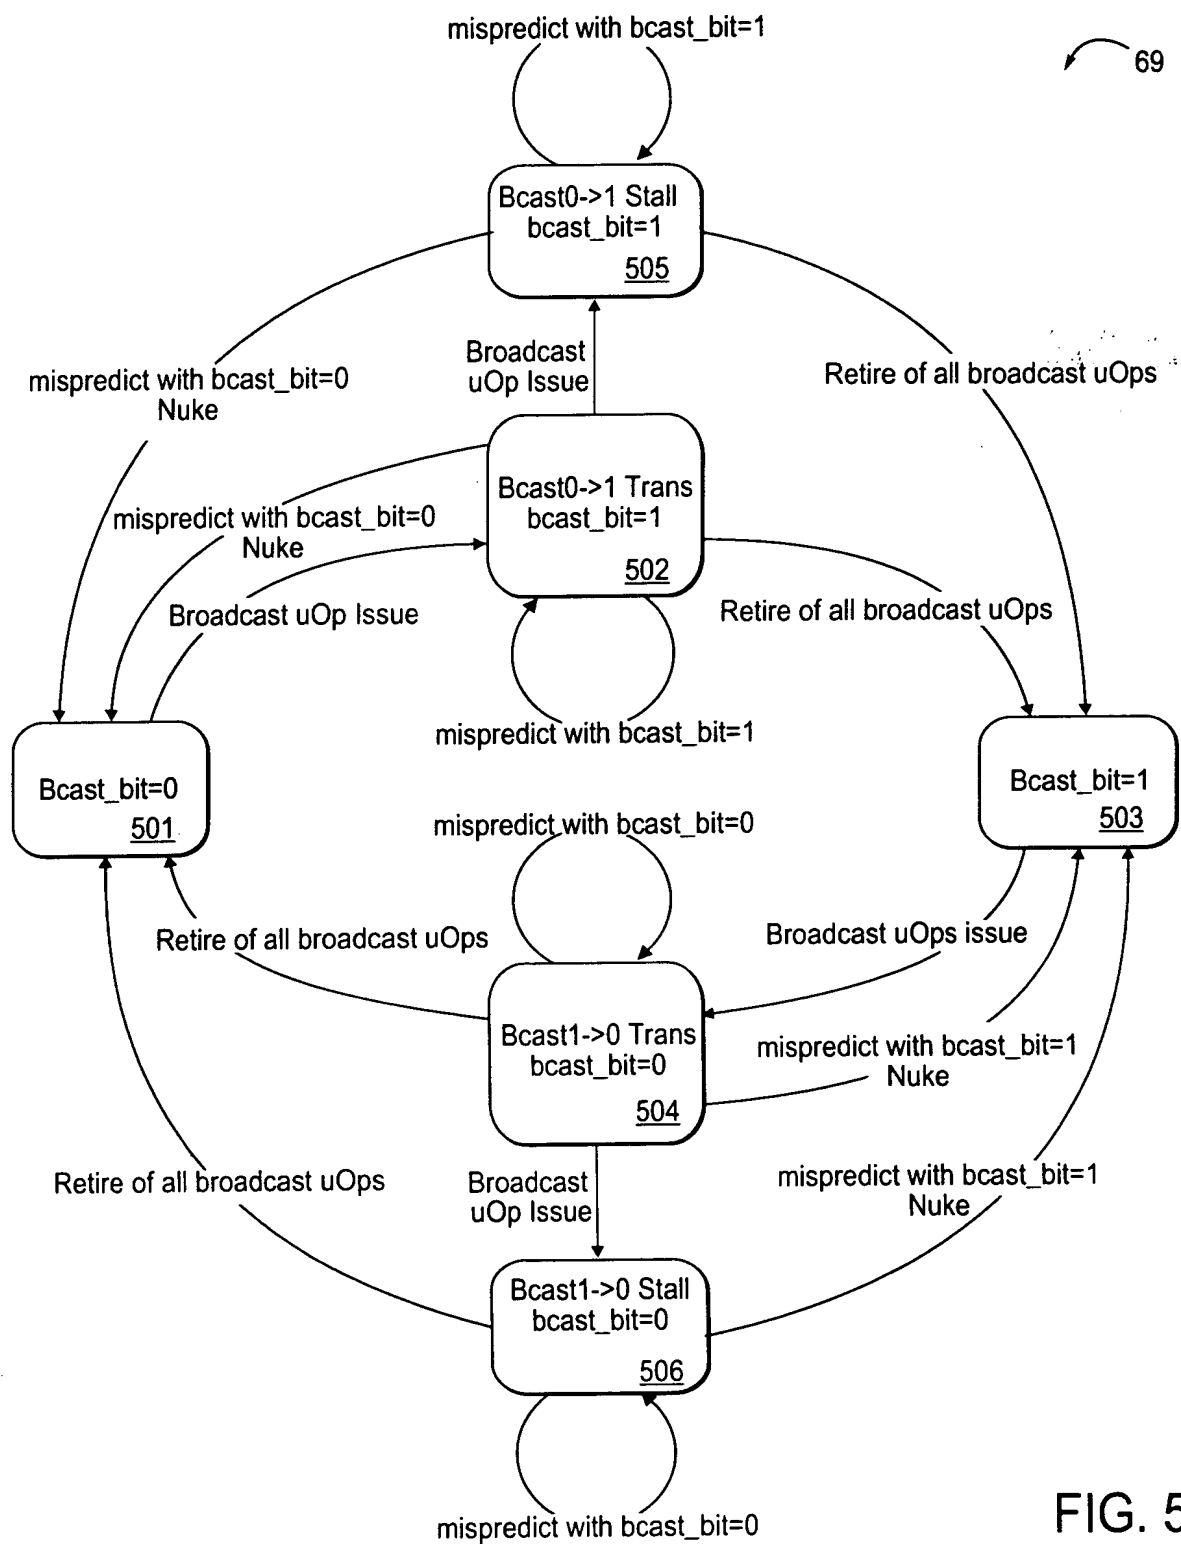 mispredict with bcast_bit=1
69
Bcast0->1 Stall
bcast_bit=1
505
Broadcast
uOp Issue
mispredict with bcast_bit=0
Nuke
Retire of all broadcast uOps
Bcast0->1 Trans
bcast_bit=1
502
mispredict with bcast_bit=0
Nuke
Broadcast uOp Issue
Retire of all broadcast uOps
mispredict with bcast_bit=1
Bcast_bit=0
501
Bcast_bit=1
503
mispredict with bcast_bit=0
Retire of all broadcast uOps
Broadcast uOps issue
Bcast1->0 Trans
bcast_bit=0
504
mispredict with bcast_bit=1
Nuke
Retire of all broadcast uOps
Broadcast
uOp Issue
mispredict with bcast_bit=1
Nuke
Bcast1->0 Stall
bcast_bit=0
506
mispredict with bcast_bit=0
FIG. 5